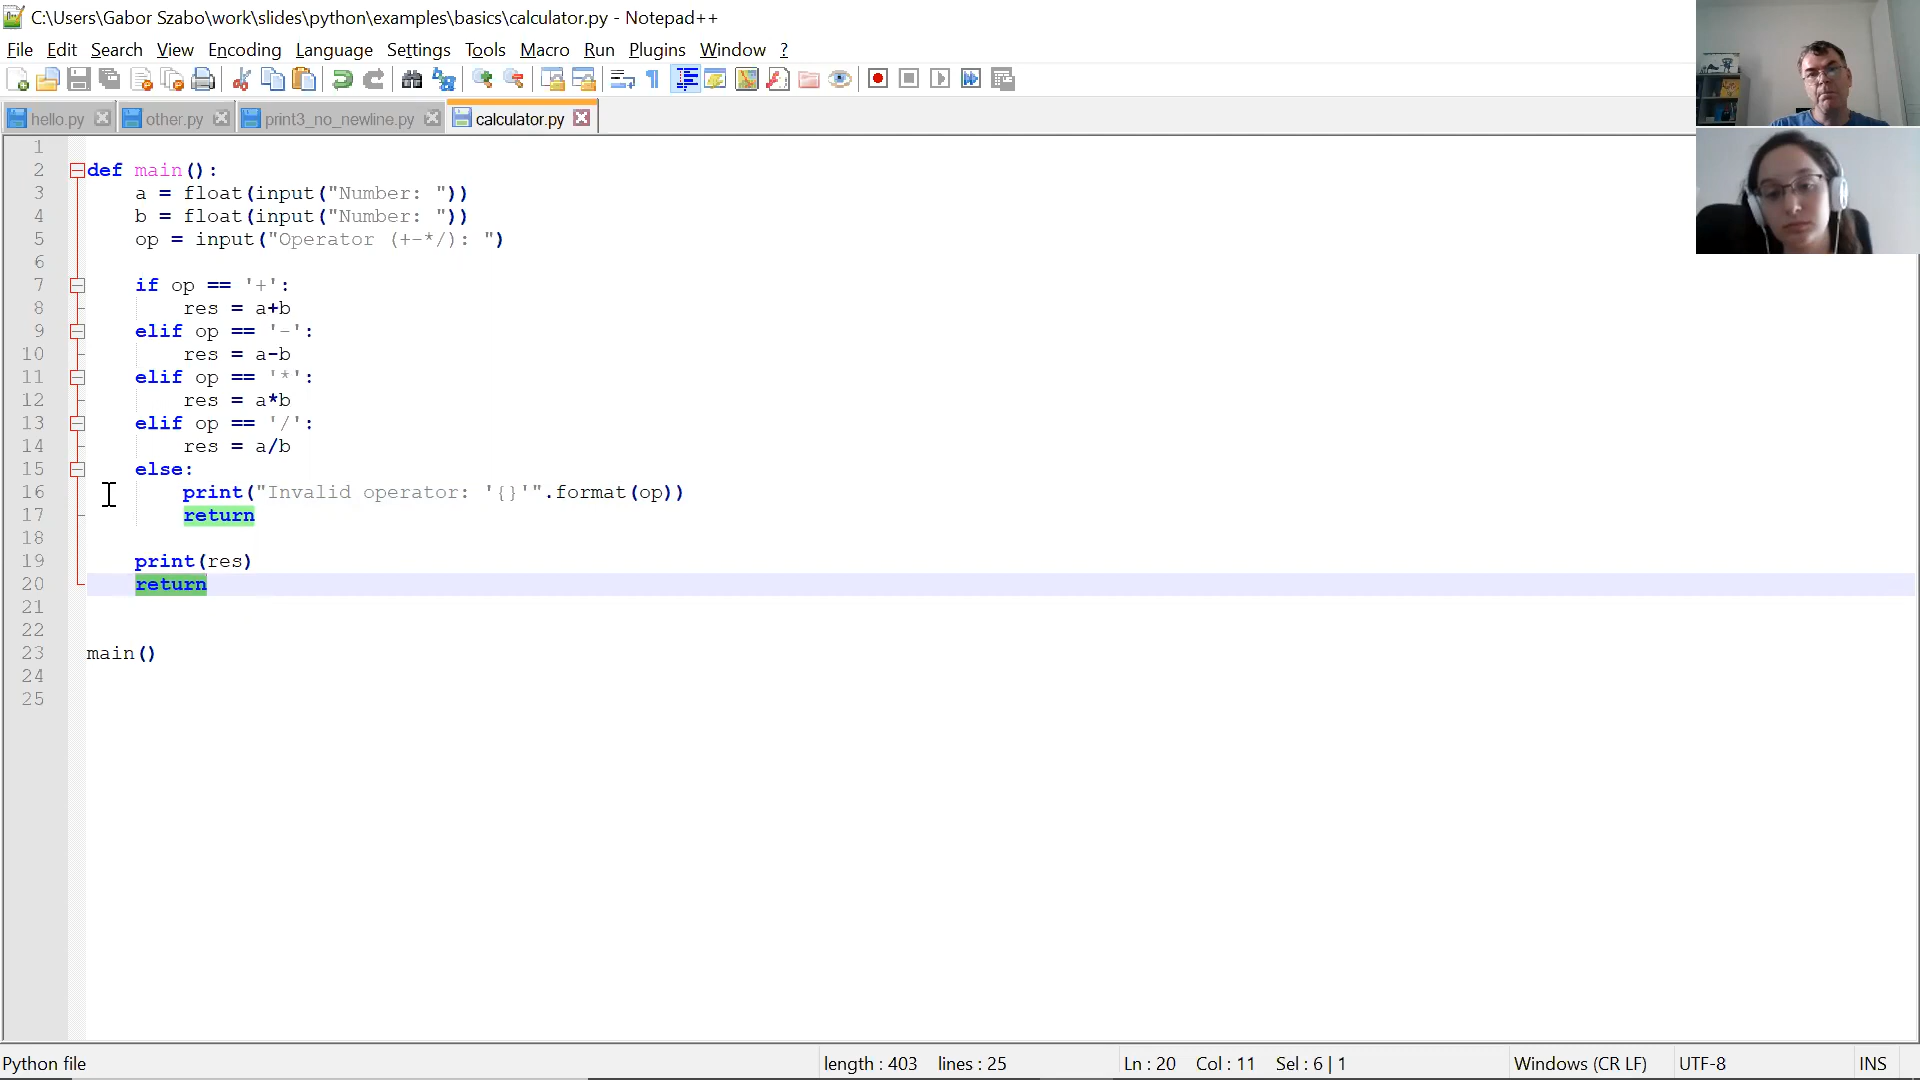 C:\Users\Gabor Szabo\work\slides\python\examples\basics\calculator.py - Notepad++
File Edit Search View Encoding Language Settings Tools Macro Run Plugins Window ?
hello.py other.py print3_no_newline.py calculator.py
1
2 def main():
3     a = float(input("Number: "))
4     b = float(input("Number: "))
5     op = input("Operator (+-*/): ")
6
7     if op == '+':
8         res = a+b
9     elif op == '-':
10         res = a-b
11     elif op == '*':
12         res = a*b
13     elif op == '/':
14         res = a/b
15     else:
16         print("Invalid operator: '{}'".format(op))
17         return
18
19     print(res)
20     return
21
22
23 main()
24
25
Python file length : 403 lines : 25 Ln : 20 Col : 11 Sel : 6 | 1 Windows (CR LF) UTF-8 INS